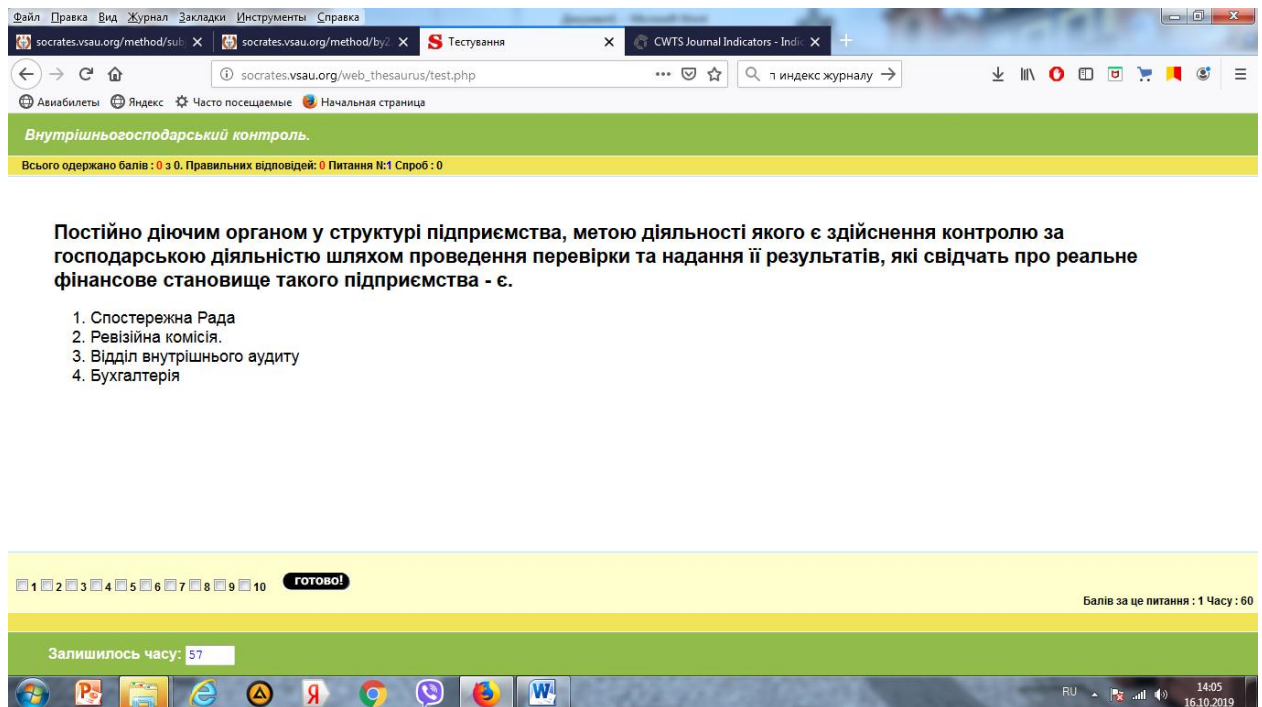 Файл Правка Вид Журнал Закладки Инструменты Справка
socrates.vsau.org/method/sub socrates.vsau.org/method/by2 Тестування CWTS Journal Indicators - Indic
socrates.vsau.org/web_thesaurus/test.php индекс журналу
Авиабилеты Яндекс Часто посещаемые Начальная страница
Внутрішньогосподарський контроль.
Всього одержано балів : 0 з 0. Правильних відповідей: 0 Питання N:1 Спроб : 0
Постійно діючим органом у структурі підприємства, метою діяльності якого є здійснення контролю за
господарською діяльністю шляхом проведення перевірки та надання її результатів, які свідчать про реальне
фінансове становище такого підприємства - є.
1. Спостережна Рада
2. Ревізійна комісія.
3. Відділ внутрішнього аудиту
4. Бухгалтерія
1 2 3 4 5 6 7 8 9 10 готово!
Балів за це питання : 1 Часу : 60
Залишилось часу: 57
RU 14:05
16.10.2019